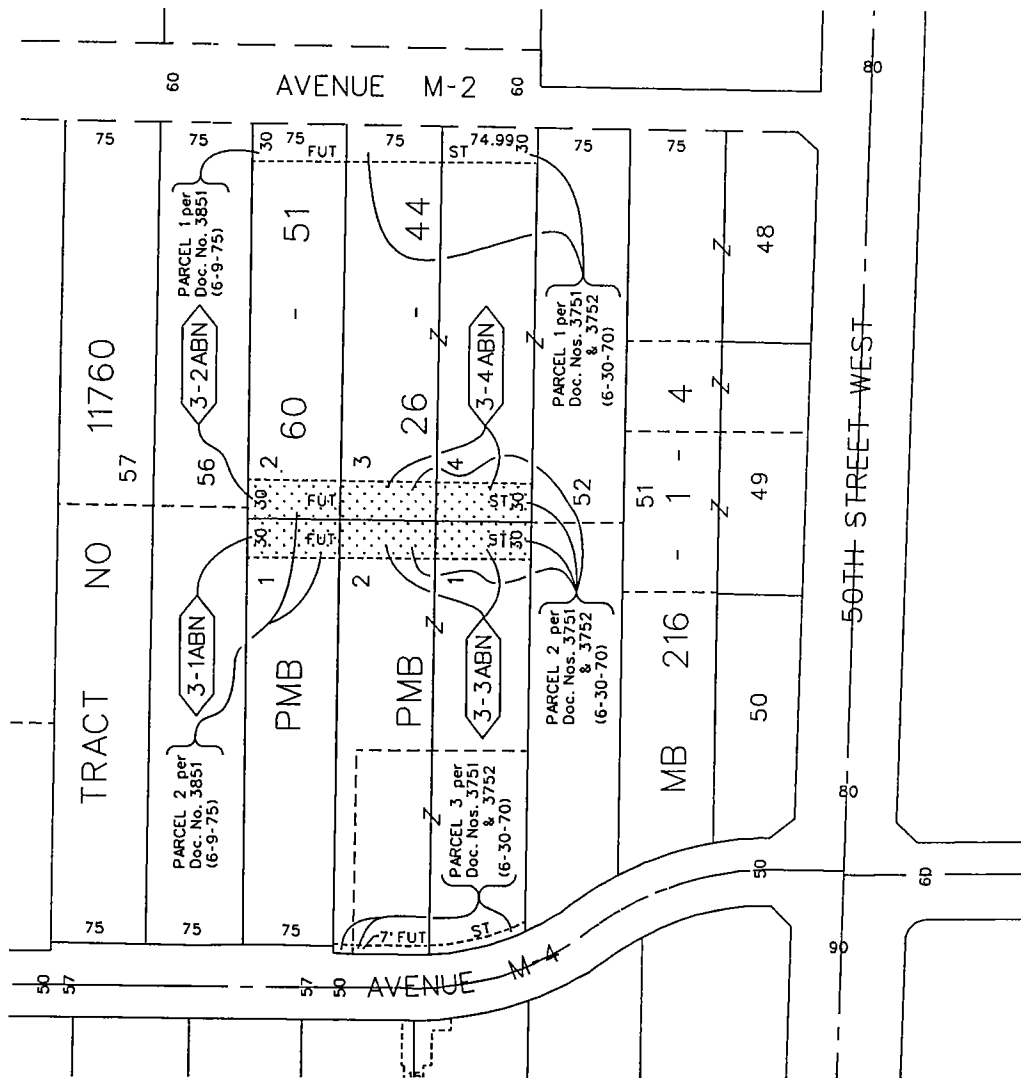 80
60
AVENUE M-2
60
75
75
30
75
FUT
75
ST
74.99
30
75
75
PARCEL 1 per
Doc. No. 3851
(6-9-75)
PMB 60 - 51
PMB 26 - 44
48
3-2ABN
3-4ABN
PARCEL 1 per
Doc. Nos. 3751
& 3752
(6-30-70)
Z
Z
Z
Z
TRACT NO 11760
57
56
2
3
4
52
51
49
MB 216 - 1 - 4
Z
50TH STREET WEST
30
FUT
ST
30
30
FUT
ST
30
1
2
1
3-1ABN
3-3ABN
Z
PARCEL 2 per
Doc. Nos. 3751
& 3752
(6-30-70)
50
PARCEL 2 per
Doc. No. 3851
(6-9-75)
PARCEL 3 per
Doc. Nos. 3751
& 3752
(6-30-70)
Z
80
50
60
75
75
75
7' FUT
ST
90
50
57
57
50
AVENUE M-4
15